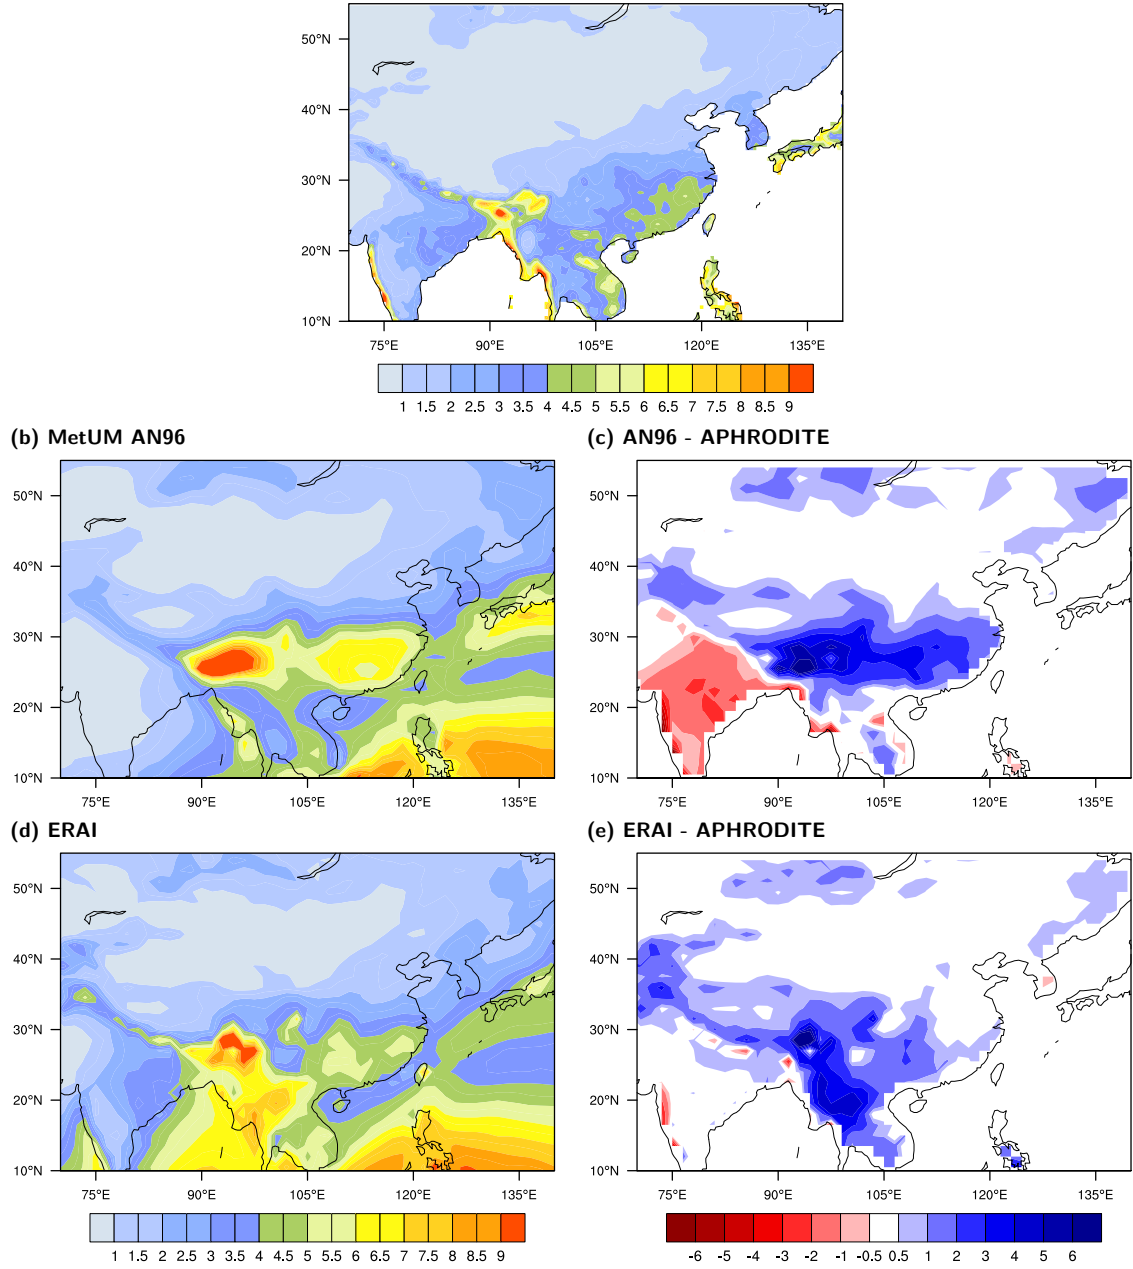 50°N
40°N
30°N
20°N
10°N
75°E 90°E 105°E 120°E 135°E
1 1.5 2 2.5 3 3.5 4 4.5 5 5.5 6 6.5 7 7.5 8 8.5 9
(b) MetUM AN96 (c) AN96 - APHRODITE
50°N 50°N
40°N 40°N
30°N 30°N
20°N 20°N
10°N 10°N
75°E 90°E 105°E 120°E 135°E 75°E 90°E 105°E 120°E 135°E
(d) ERAI (e) ERAI - APHRODITE
50°N 50°N
40°N 40°N
30°N 30°N
20°N 20°N
10°N 10°N
75°E 90°E 105°E 120°E 135°E 75°E 90°E 105°E 120°E 135°E
1 1.5 2 2.5 3 3.5 4 4.5 5 5.5 6 6.5 7 7.5 8 8.5 9 -6 -5 -4 -3 -2 -1 -0.5 0.5 1 2 3 4 5 6